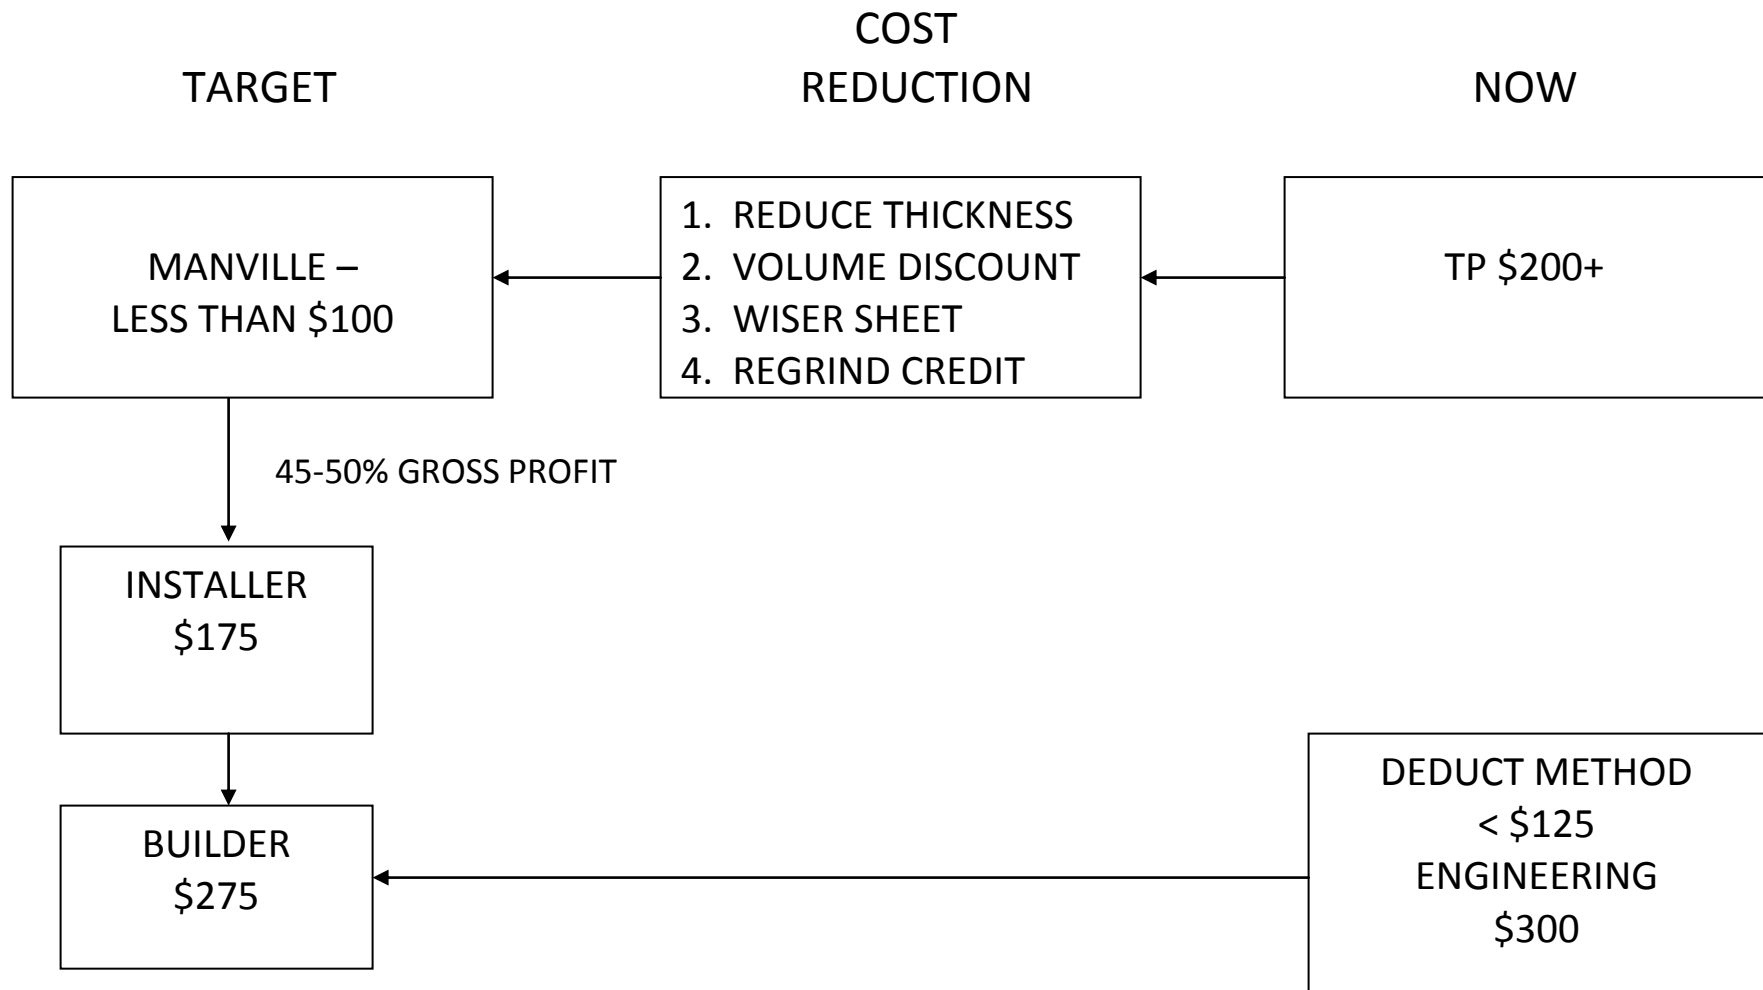 COST
TARGET
REDUCTION
NOW
MANVILLE –
LESS THAN $100
1. REDUCE THICKNESS
2. VOLUME DISCOUNT
3. WISER SHEET
4. REGRIND CREDIT
TP $200+
45-50% GROSS PROFIT
INSTALLER
$175
BUILDER
$275
DEDUCT METHOD
< $125
ENGINEERING
$300